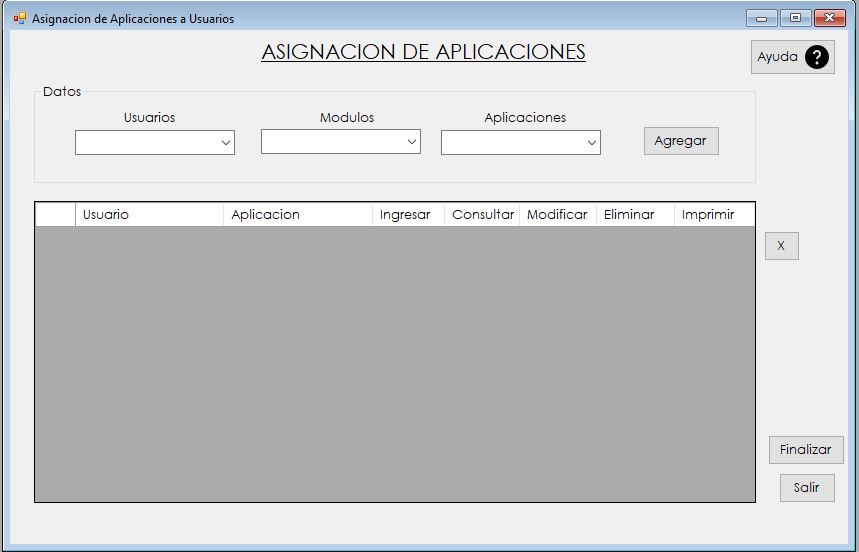 Asignacion de Aplicaciones a Usuarios
ASIGNACION DE APLICACIONES
Ayuda ?
Datos
Usuarios Modulos Aplicaciones
Agregar
Usuario Aplicacion Ingresar Consultar Modificar Eliminar Imprimir
X
Finalizar
Salir